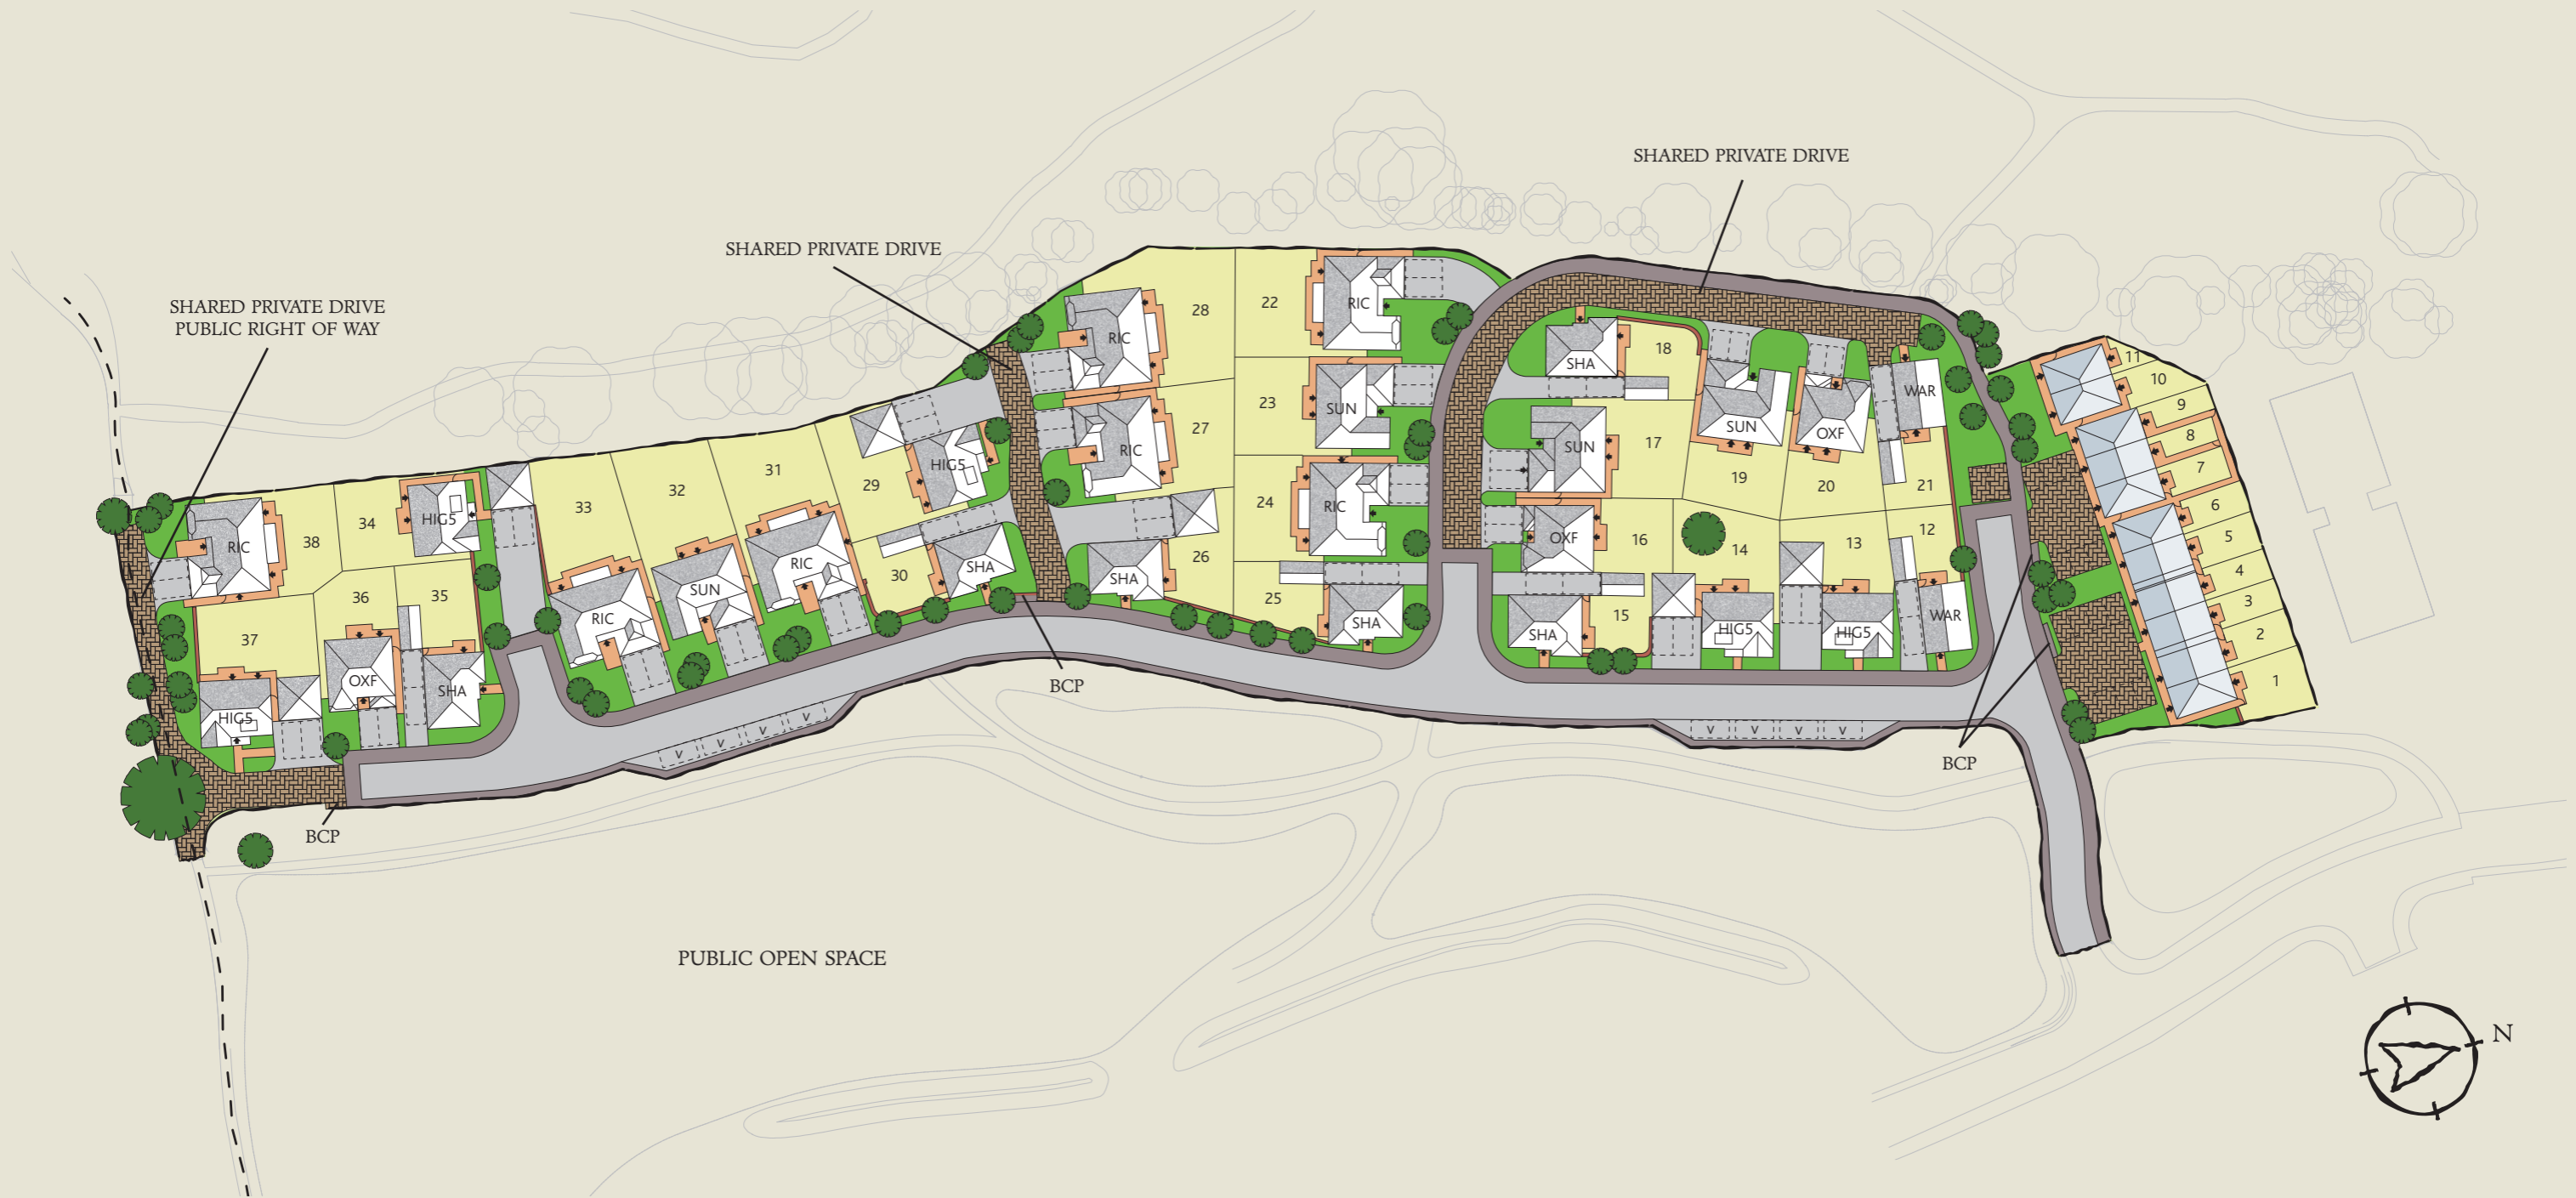 SHARED PRIVATE DRIVE
SHARED PRIVATE DRIVE
SHARED PRIVATE DRIVE
PUBLIC RIGHT OF WAY
RIC
38
34
HIG5
37
36
35
HIG5
OXF
SHA
33
32
31
29
HIG5
RIC
SUN
RIC
30
SHA
RIC
28
RIC
27
SHA
26
22
RIC
23
SUN
24
RIC
25
SHA
SHA
18
SUN
17
SUN
19
OXF
20
WAR
21
OXF
16
14
13
12
SHA
15
HIG5
HIG5
WAR
11
10
9
8
7
6
5
4
3
2
1
V
V
V
V
V
V
V
V
BCP
BCP
BCP
PUBLIC OPEN SPACE
N